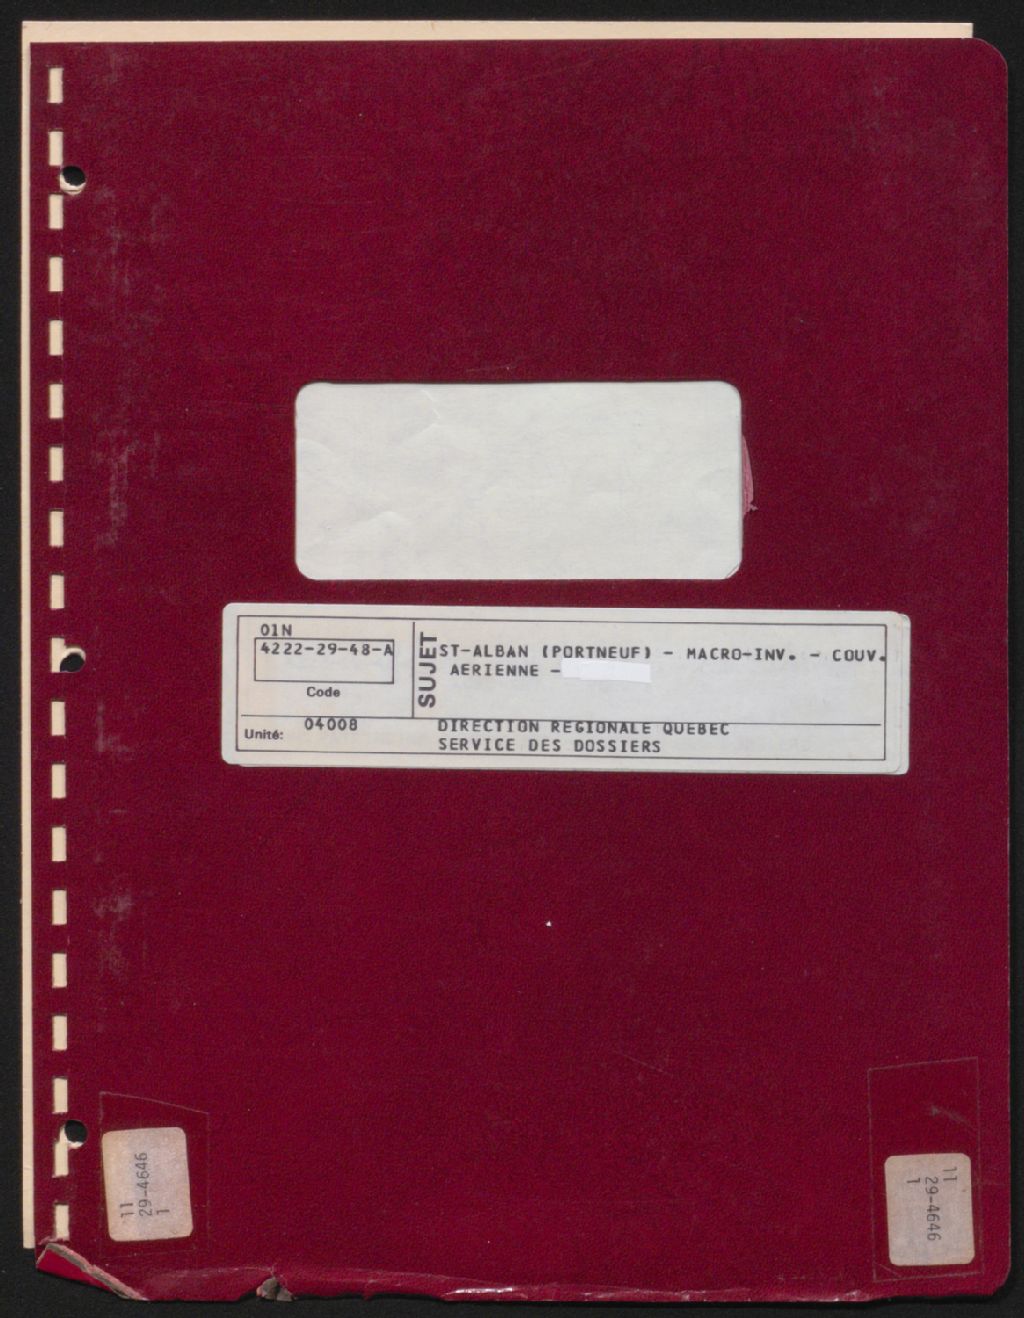 01N
4222-29-48-A
Code
SUJET
ST-ALBAN (PORTNEUF) - MACRO-INV. - COUV.
AERIENNE -
Unité: 04008
DIRECTION REGIONALE QUEBEC
SERVICE DES DOSSIERS
11
29-4646
1
11
29-4646
1